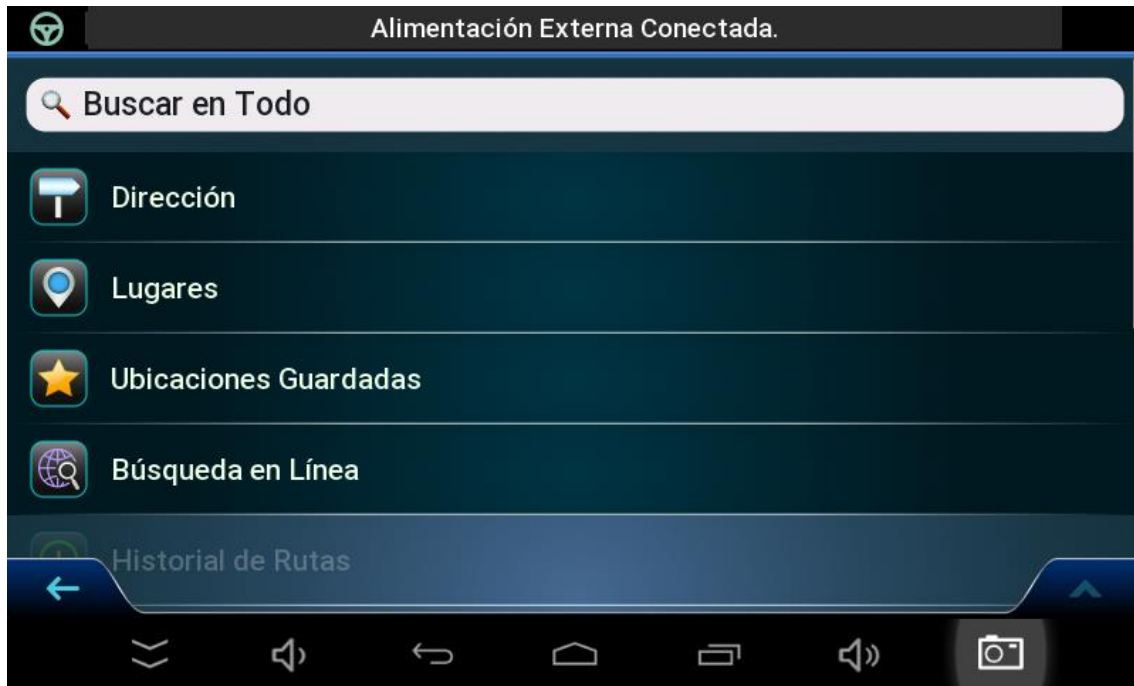 Alimentación Externa Conectada.
Buscar en Todo
Dirección
Lugares
Ubicaciones Guardadas
Búsqueda en Línea
Historial de Rutas